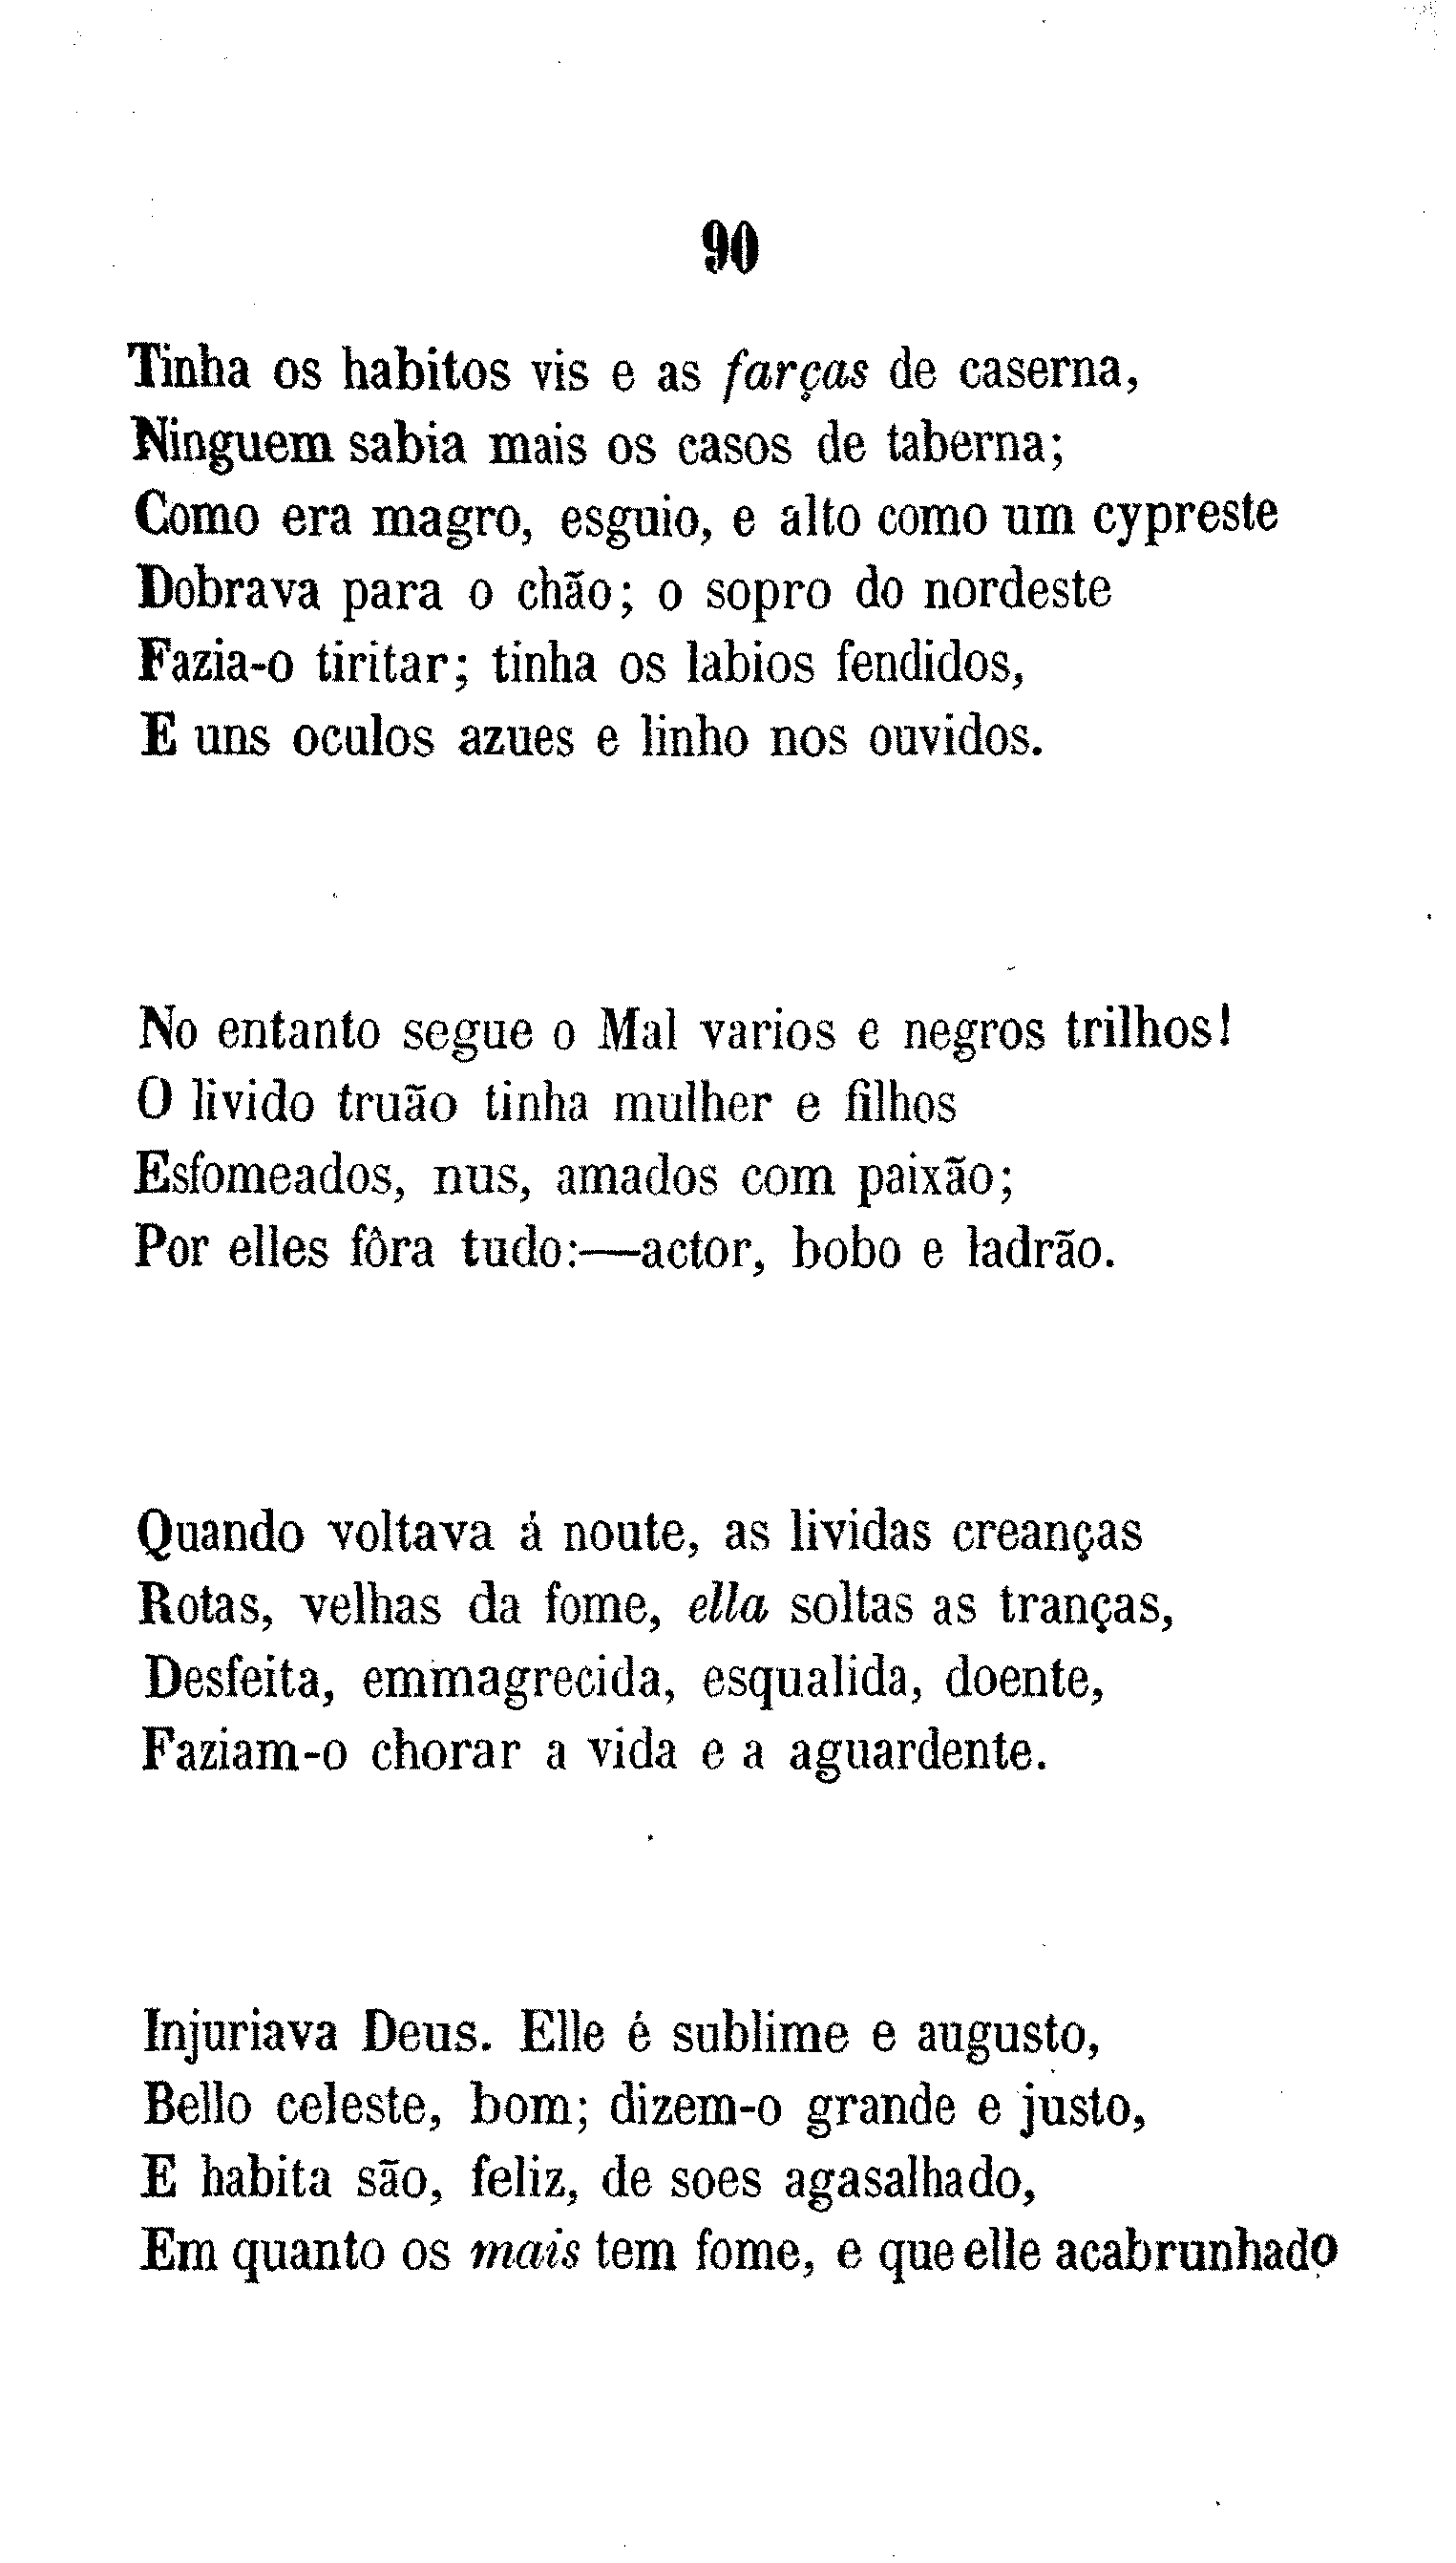 90
Tinha os habitos vis e as farças de caserna,
Ninguem sabia mais os casos de taberna;
Como era magro, esguio, e alto como um cypreste
Dobrava para o chão; o sopro do nordeste
Fazia-o tiritar; tinha os labios fendidos,
E uns oculos azues e linho nos ouvidos.
No entanto segue o Mal varios e negros trilhos!
O livido truão tinha mulher e filhos
Esfomeados, nus, amados com paixão;
Por elles fôra tudo:—actor, bobo e ladrão.
Quando voltava á noute, as lividas creanças
Rotas, velhas da fome, ella soltas as tranças,
Desfeita, emmagrecida, esqualida, doente,
Faziam-o chorar a vida e a aguardente.
Injuriava Deus. Elle é sublime e augusto,
Bello celeste, bom; dizem-o grande e justo,
E habita são, feliz, de soes agasalhado,
Em quanto os mais tem fome, e que elle acabrunhado